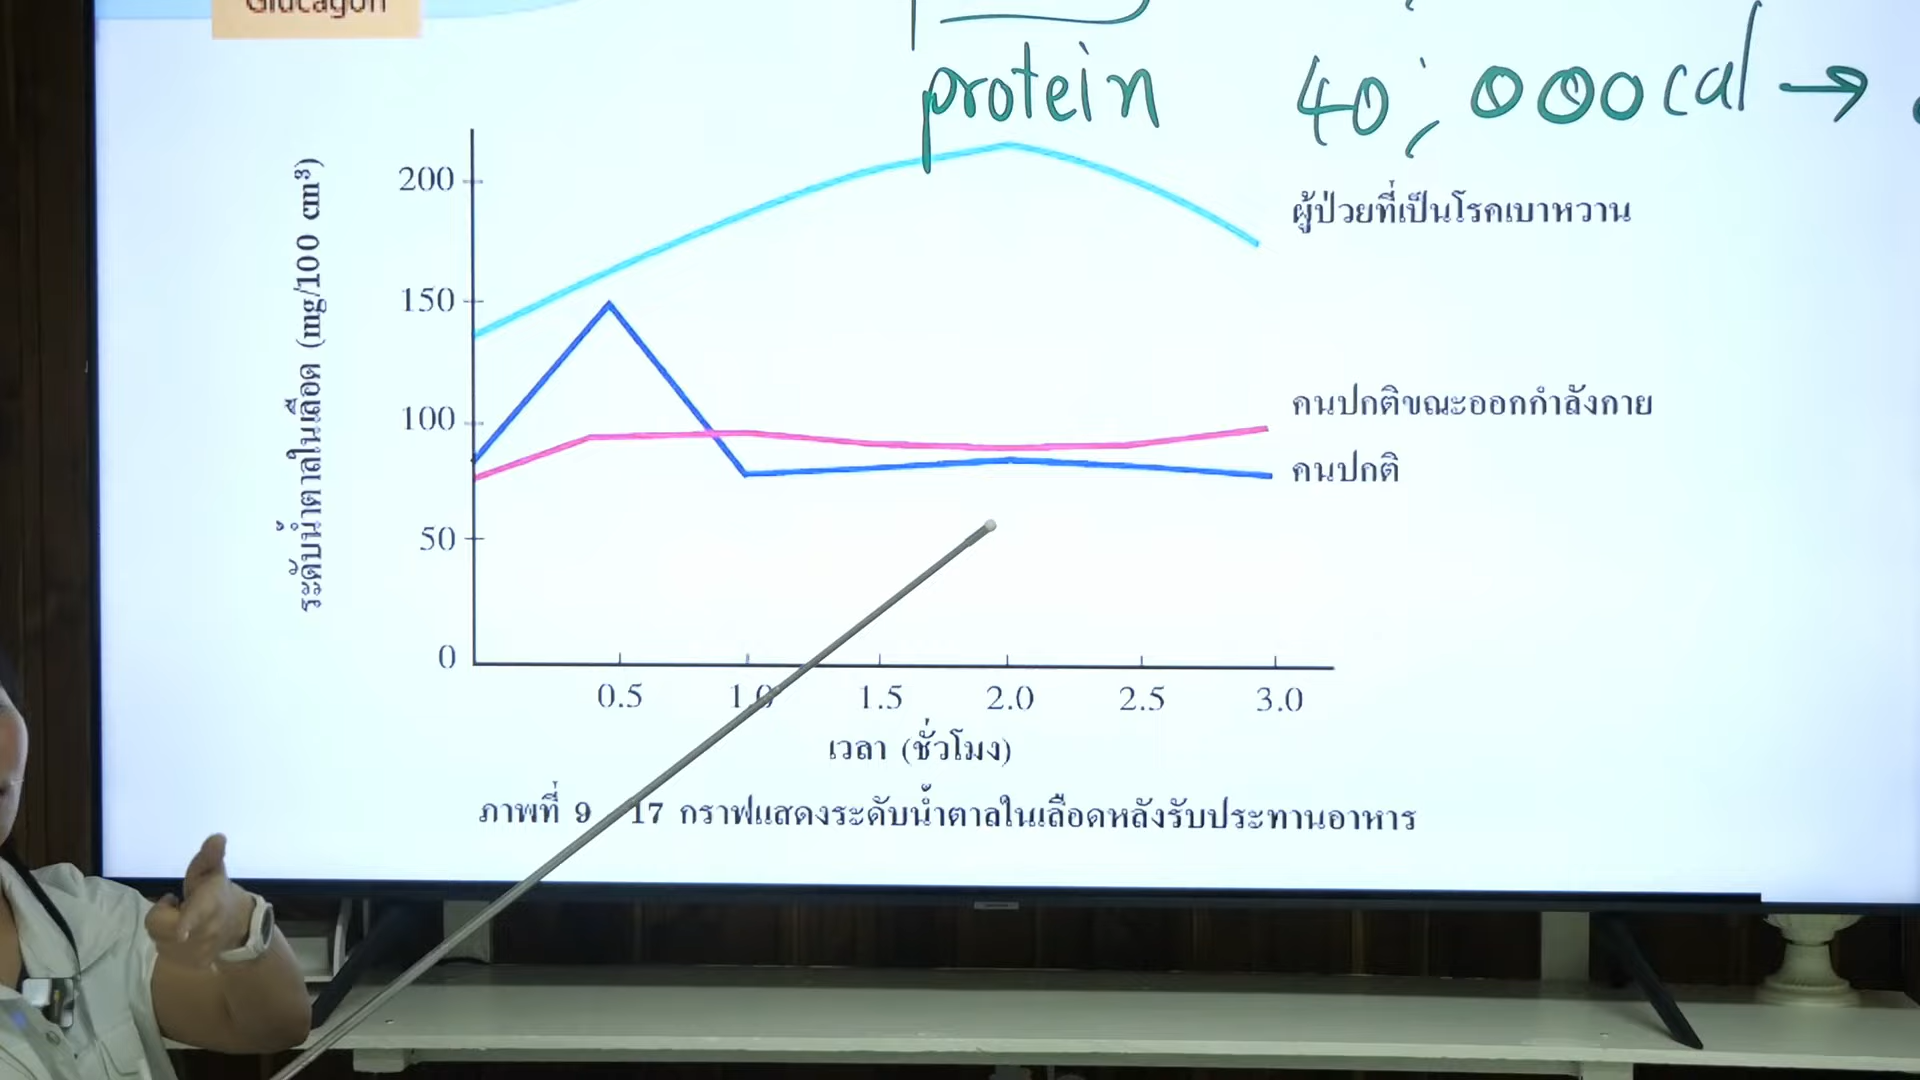 Glucagon
protein 40,000cal →
ระดับน้ำตาลในเลือด (mg/100 cm³)
200
150
100
50
0
ผู้ป่วยที่เป็นโรคเบาหวาน
คนปกติขณะออกกำลังกาย
คนปกติ
0.5 1.0 1.5 2.0 2.5 3.0
เวลา (ชั่วโมง)
ภาพที่ 9 17 กราฟแสดงระดับน้ำตาลในเลือดหลังรับประทานอาหาร